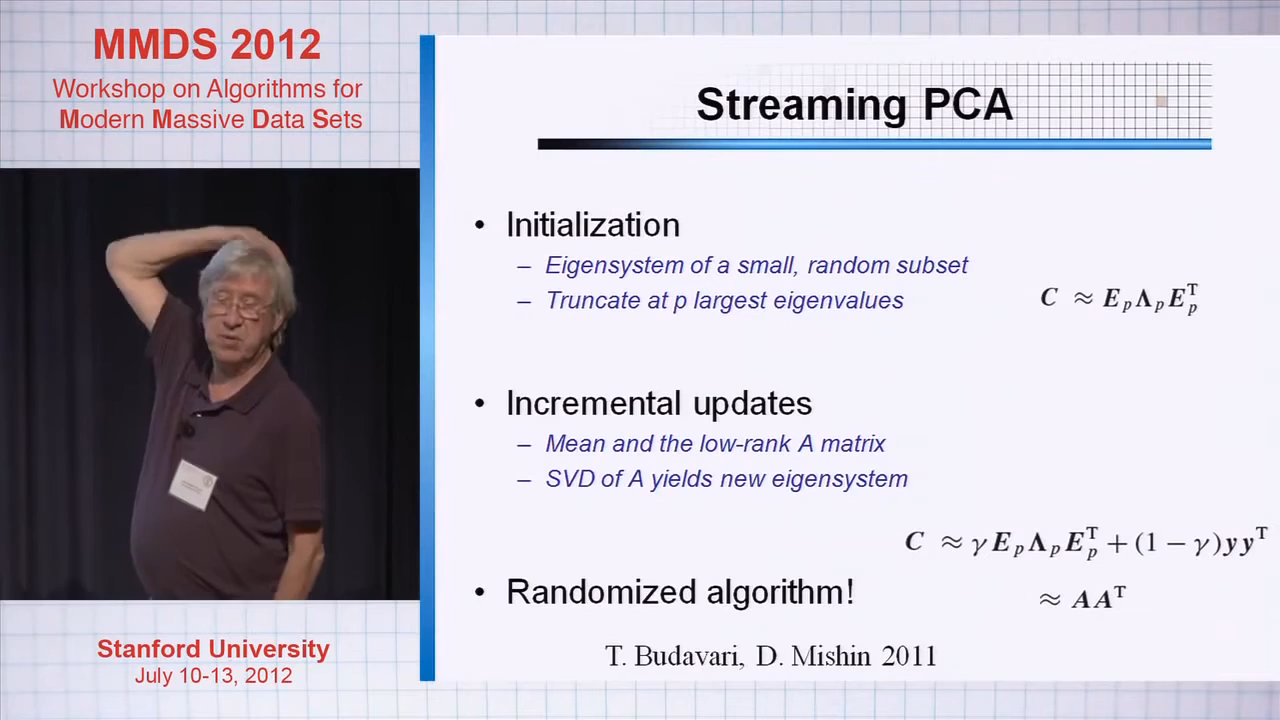 MMDS 2012
Workshop on Algorithms for
Modern Massive Data Sets
Stanford University
July 10-13, 2012
Streaming PCA
• Initialization
– Eigensystem of a small, random subset
– Truncate at p largest eigenvalues
C ≈ E_p Λ_p E_p^T
• Incremental updates
– Mean and the low-rank A matrix
– SVD of A yields new eigensystem
C ≈ γ E_p Λ_p E_p^T + (1 − γ) y y^T
• Randomized algorithm!
≈ A A^T
T. Budavari, D. Mishin 2011